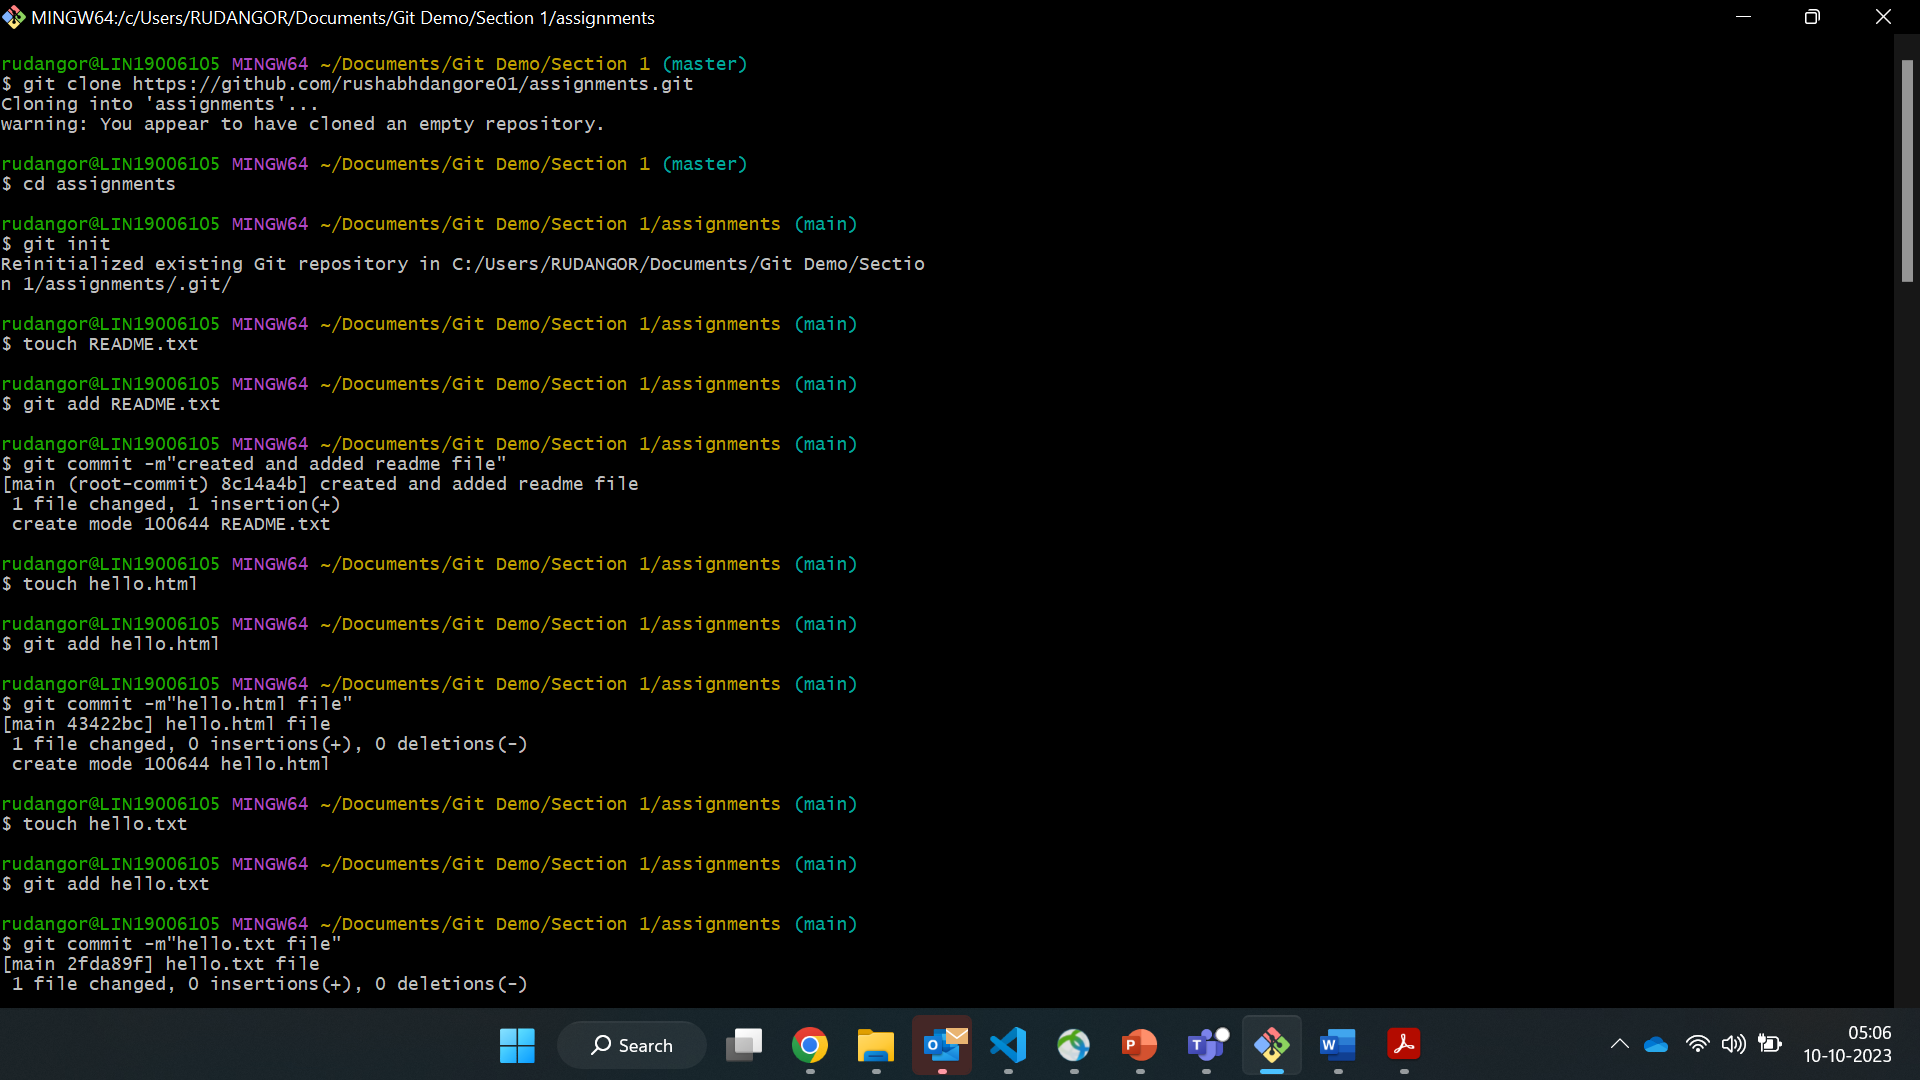 MINGW64:/c/Users/RUDANGOR/Documents/Git Demo/Section 1/assignments
rudangor@LIN19006105 MINGW64 ~/Documents/Git Demo/Section 1 (master)
$ git clone https://github.com/rushabhdangore01/assignments.git
Cloning into 'assignments'...
warning: You appear to have cloned an empty repository.
rudangor@LIN19006105 MINGW64 ~/Documents/Git Demo/Section 1 (master)
$ cd assignments
rudangor@LIN19006105 MINGW64 ~/Documents/Git Demo/Section 1/assignments (main)
$ git init
Reinitialized existing Git repository in C:/Users/RUDANGOR/Documents/Git Demo/Sectio
n 1/assignments/.git/
rudangor@LIN19006105 MINGW64 ~/Documents/Git Demo/Section 1/assignments (main)
$ touch README.txt
rudangor@LIN19006105 MINGW64 ~/Documents/Git Demo/Section 1/assignments (main)
$ git add README.txt
rudangor@LIN19006105 MINGW64 ~/Documents/Git Demo/Section 1/assignments (main)
$ git commit -m"created and added readme file"
[main (root-commit) 8c14a4b] created and added readme file
1 file changed, 1 insertion(+)
create mode 100644 README.txt
rudangor@LIN19006105 MINGW64 ~/Documents/Git Demo/Section 1/assignments (main)
$ touch hello.html
rudangor@LIN19006105 MINGW64 ~/Documents/Git Demo/Section 1/assignments (main)
$ git add hello.html
rudangor@LIN19006105 MINGW64 ~/Documents/Git Demo/Section 1/assignments (main)
$ git commit -m"hello.html file"
[main 43422bc] hello.html file
1 file changed, 0 insertions(+), 0 deletions(-)
create mode 100644 hello.html
rudangor@LIN19006105 MINGW64 ~/Documents/Git Demo/Section 1/assignments (main)
$ touch hello.txt
rudangor@LIN19006105 MINGW64 ~/Documents/Git Demo/Section 1/assignments (main)
$ git add hello.txt
rudangor@LIN19006105 MINGW64 ~/Documents/Git Demo/Section 1/assignments (main)
$ git commit -m"hello.txt file"
[main 2fda89f] hello.txt file
1 file changed, 0 insertions(+), 0 deletions(-)
Search
05:06
10-10-2023